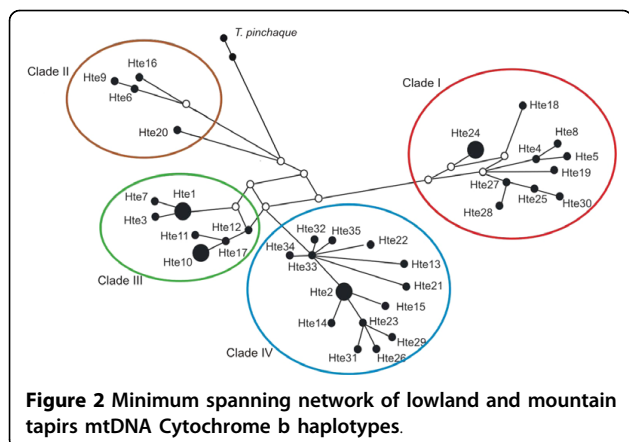 T. pinchaque
Clade II
Hte16
Hte9
Hte6
Hte20
Clade I
Hte18
Hte24
Hte8
Hte4
Hte5
Hte19
Hte27
Hte25
Hte30
Hte28
Hte7
Hte1
Hte3
Hte12
Hte11
Hte17
Hte10
Clade III
Hte32
Hte35
Hte22
Hte34
Hte33
Hte13
Hte21
Hte2
Hte15
Hte14
Hte23
Hte29
Hte31
Hte26
Clade IV
Figure 2 Minimum spanning network of lowland and mountain
tapirs mtDNA Cytochrome b haplotypes.